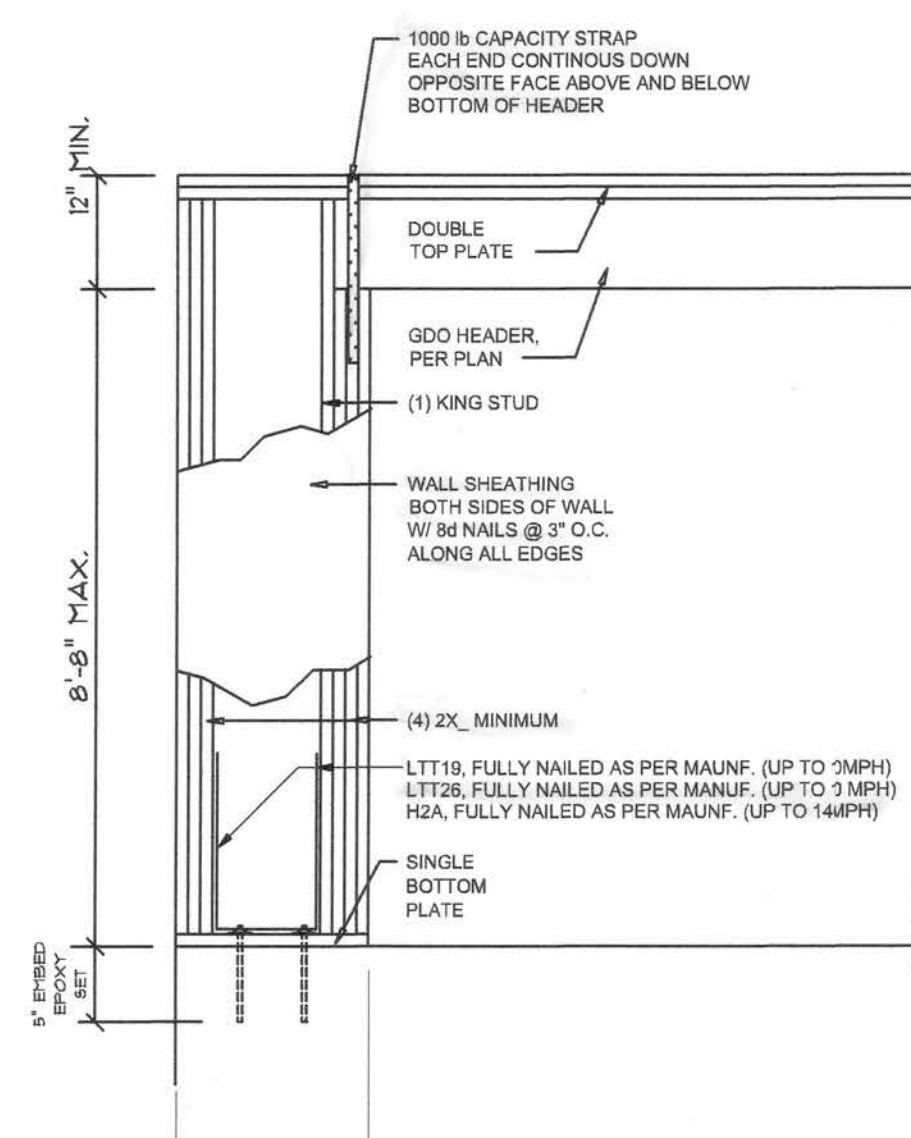 1000 lb CAPACITY STRAP
EACH END CONTINOUS DOWN
OPPOSITE FACE ABOVE AND BELOW
BOTTOM OF HEADER
12" MIN.
DOUBLE
TOP PLATE
GDO HEADER,
PER PLAN
(1) KING STUD
WALL SHEATHING
BOTH SIDES OF WALL
W/ 8d NAILS @ 3" O.C.
ALONG ALL EDGES
8'-8" MAX.
(4) 2X_ MINIMUM
LTT19, FULLY NAILED AS PER MAUNF. (UP TO
LTT26, FULLY NAILED AS PER MANUF. (UP TO MPH)
H2A, FULLY NAILED AS PER MAUNF. (UP TO
SINGLE
BOTTOM
PLATE
5" EMBED
EPOXY
SET